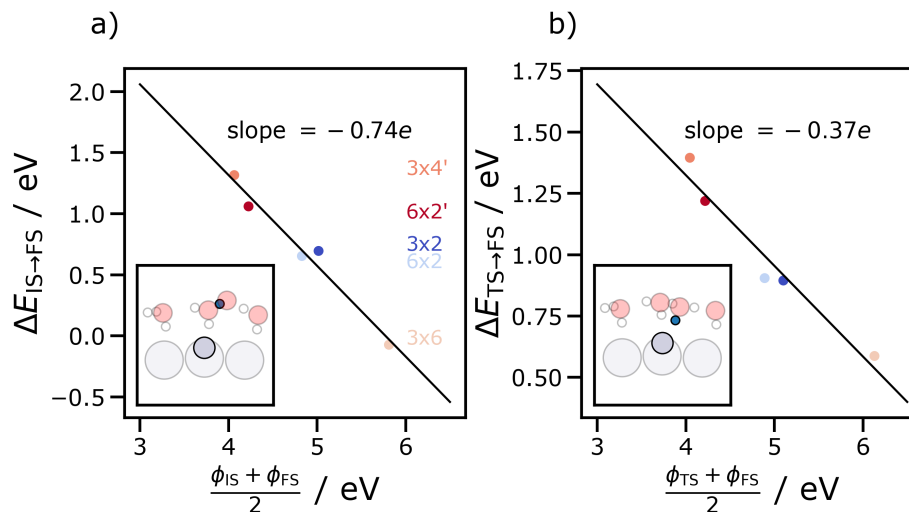 a)
2.0
1.5
1.0
0.5
0.0
−0.5
3
4
5
6
ΔE_IS→FS / eV
slope = −0.74e
3x4'
6x2'
3x2
6x2
3x6
ϕ_IS + ϕ_FS
2
/ eV
b)
1.75
1.50
1.25
1.00
0.75
0.50
3
4
5
6
ΔE_TS→FS / eV
slope = −0.37e
ϕ_TS + ϕ_FS
2
/ eV